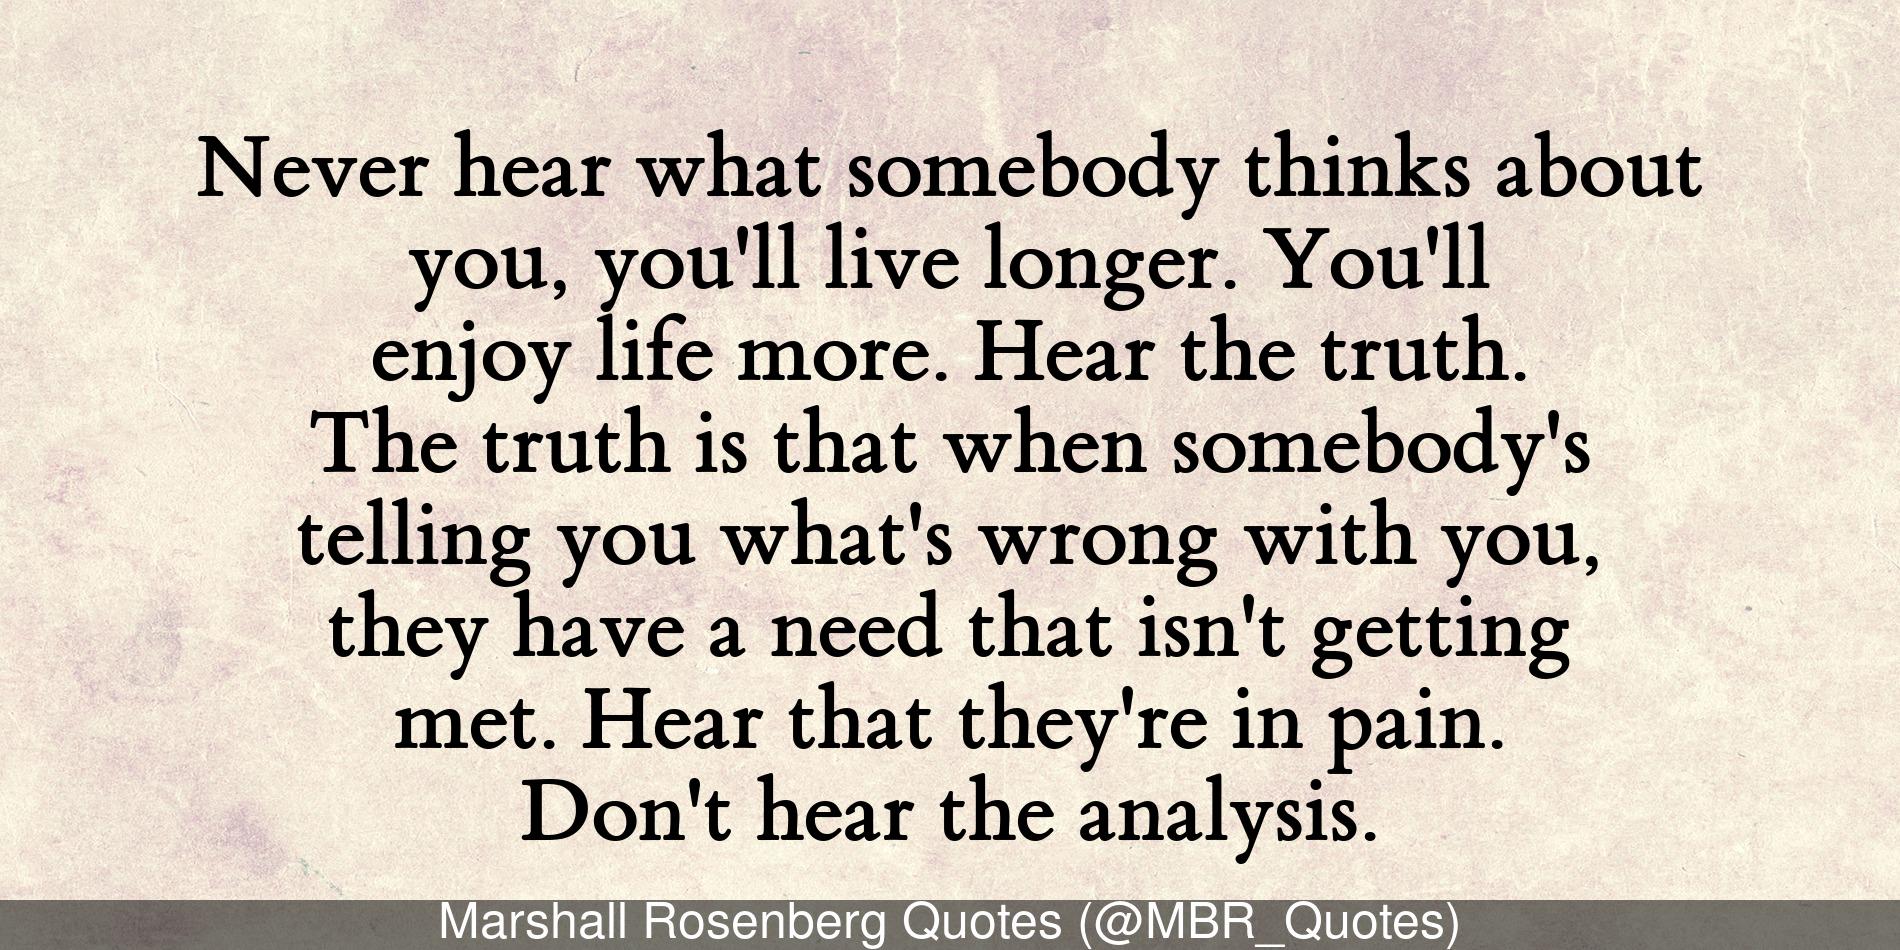 Never hear what somebody thinks about
you, you'll live longer. You'll
enjoy life more. Hear the truth.
The truth is that when somebody's
telling you what's wrong with you,
they have a need that isn't getting
met. Hear that they're in pain.
Don't hear the analysis.
Marshall Rosenberg Quotes (@MBR_Quotes)